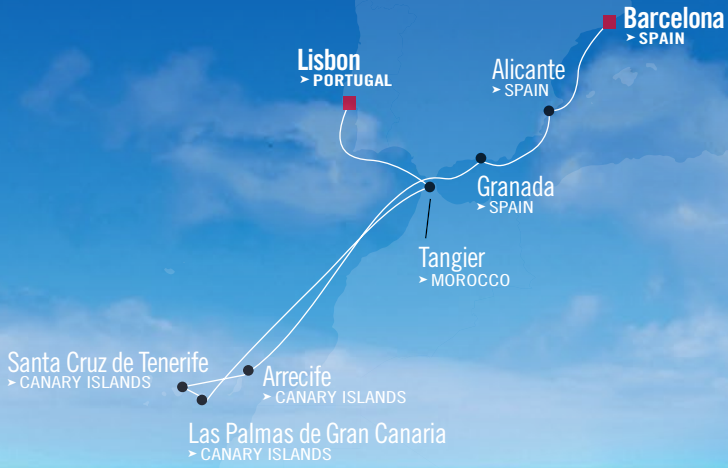 Barcelona
➤ SPAIN
Lisbon
➤ PORTUGAL
Alicante
➤ SPAIN
Granada
➤ SPAIN
Tangier
➤ MOROCCO
Santa Cruz de Tenerife
➤ CANARY ISLANDS
Arrecife
➤ CANARY ISLANDS
Las Palmas de Gran Canaria
➤ CANARY ISLANDS